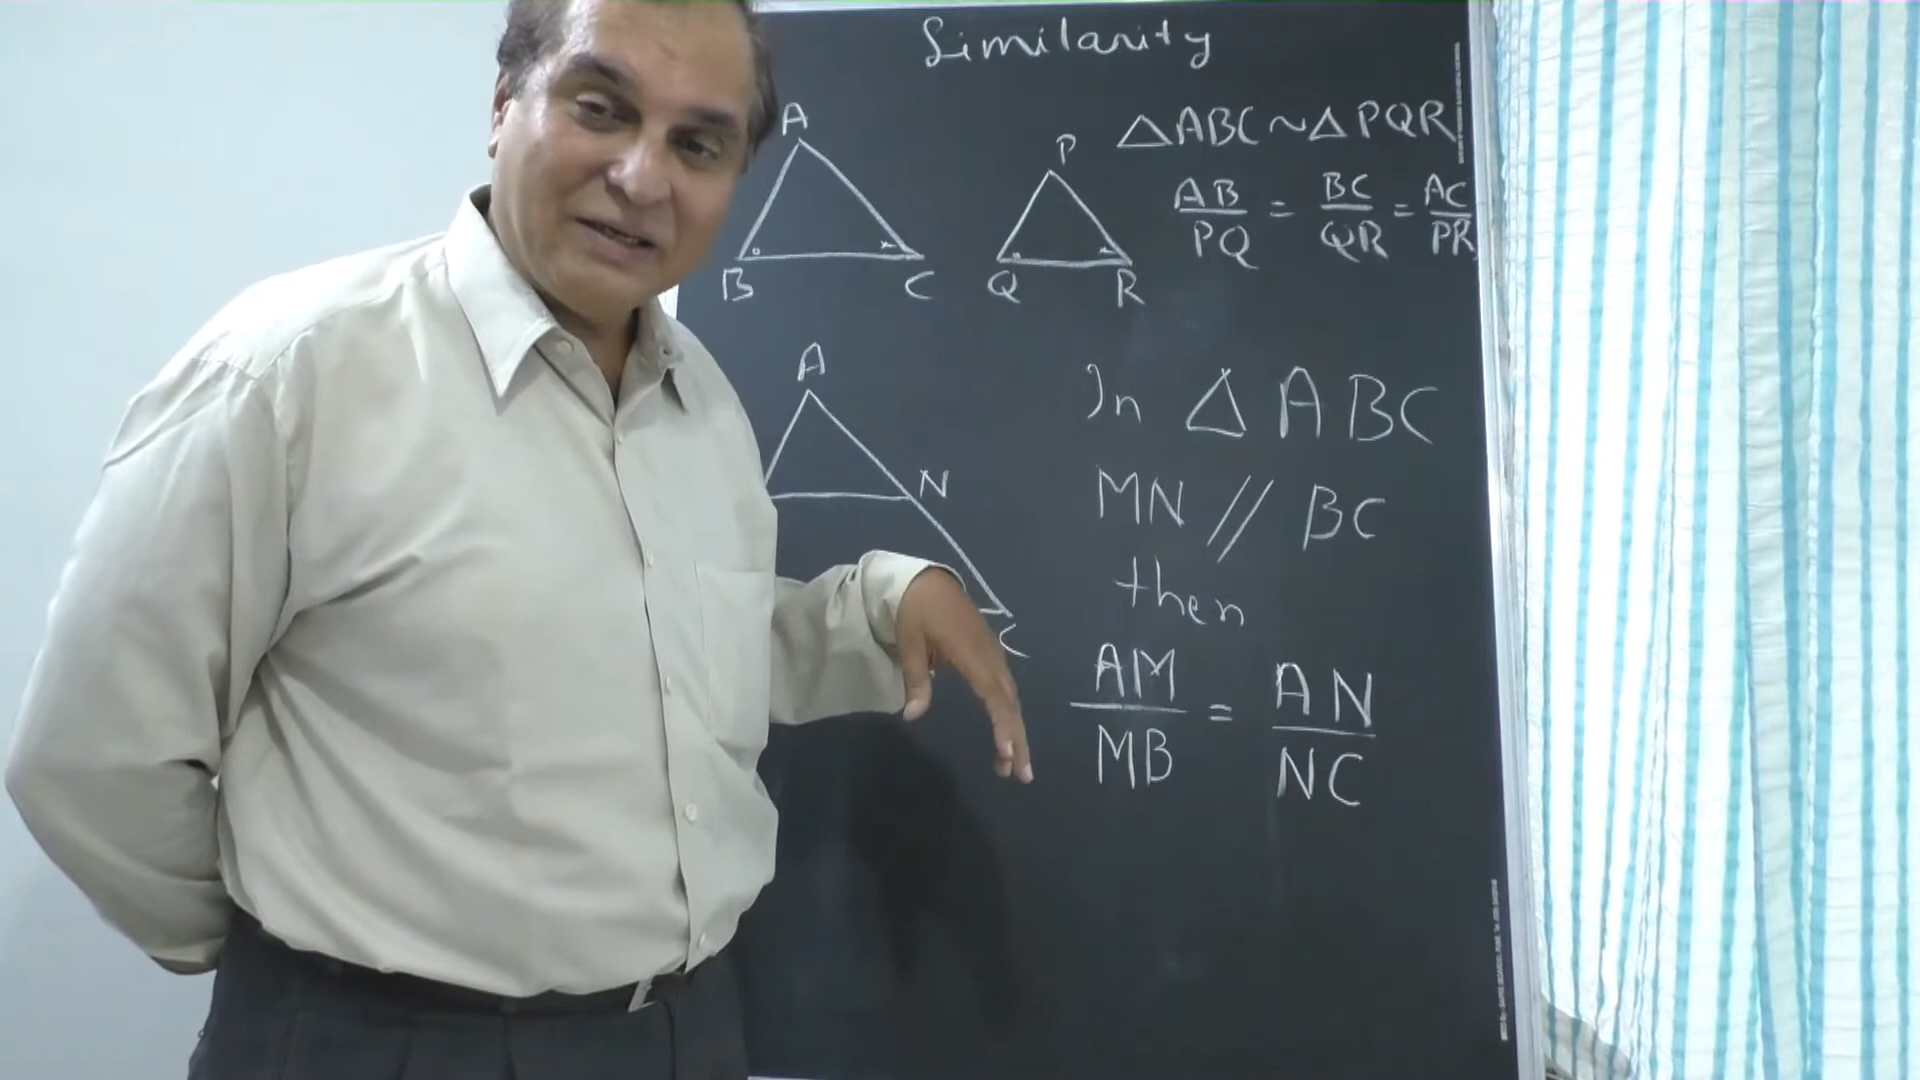 Similarity
A
P
△ABC ~ △PQR
AB/PQ = BC/QR = AC/PR
B C Q R
A
In △ABC
N
MN // BC
then
C
AM/MB = AN/NC